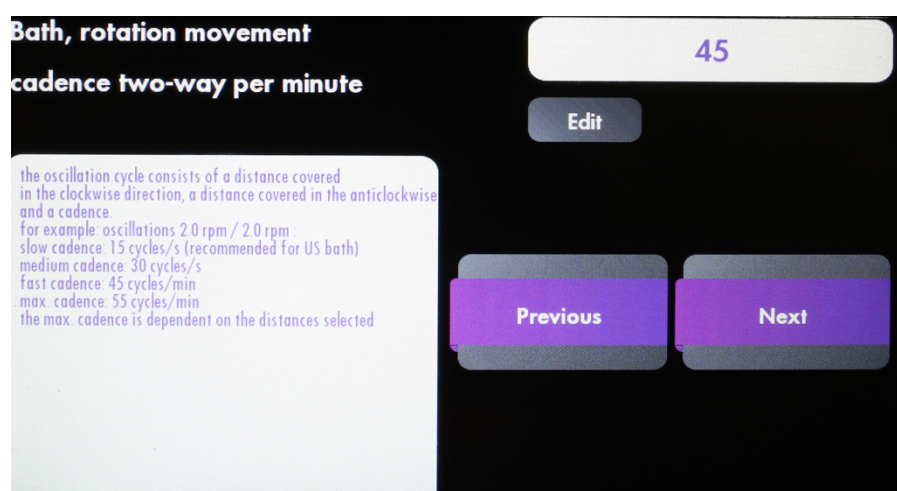 Bath, rotation movement
cadence two-way per minute
45
Edit
the oscillation cycle consists of a distance covered
in the clockwise direction, a distance covered in the anticlockwise
and a cadence.
for example: oscillations 2.0 rpm / 2.0 rpm :
slow cadence: 15 cycles/s (recommended for US bath)
medium cadence: 30 cycles/s
fast cadence: 45 cycles/min
max. cadence: 55 cycles/min
the max. cadence is dependent on the distances selected
Previous
Next